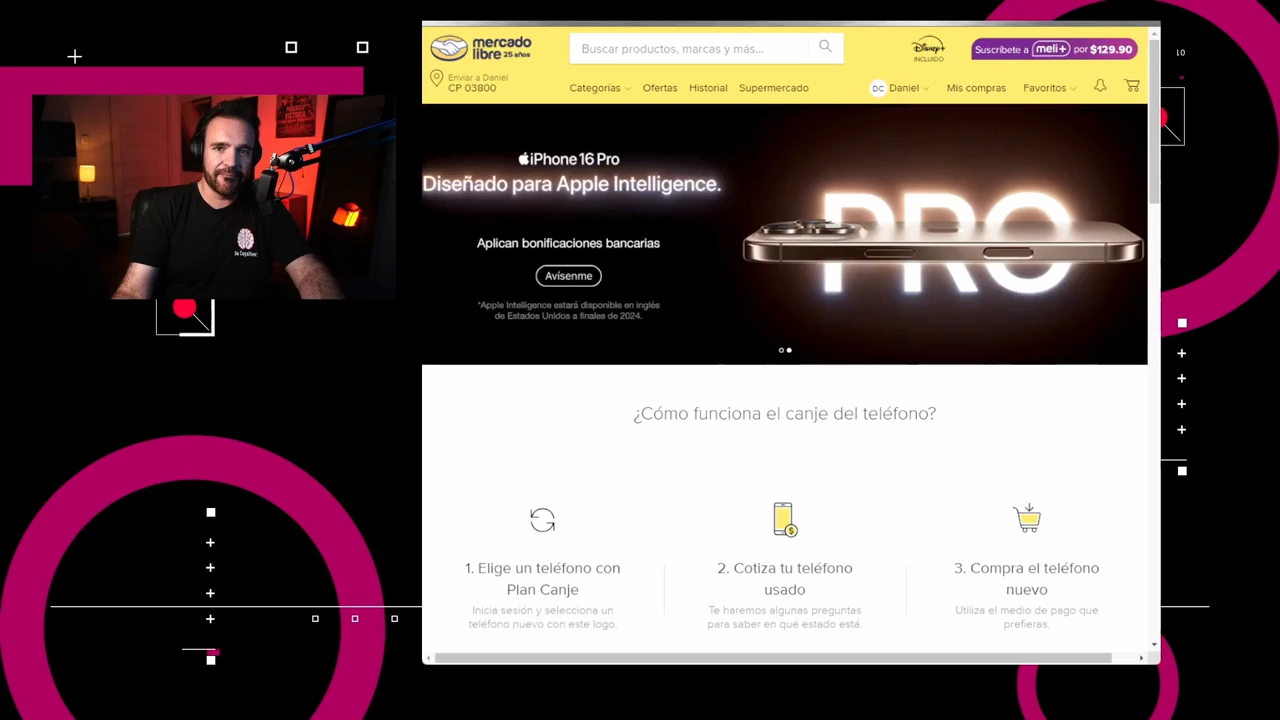 mercado
libre 25 años
Buscar productos, marcas y más...
Disney+
INCLUIDO
Suscríbete a meli+ por $129.90
Enviar a Daniel
CP 03800
Categorías
Ofertas
Historial
Supermercado
DC Daniel
Mis compras
Favoritos
iPhone 16 Pro
Diseñado para Apple Intelligence.
Aplican bonificaciones bancarias
Avísenme
*Apple Intelligence estará disponible en inglés
de Estados Unidos a finales de 2024.
PRO
¿Cómo funciona el canje del teléfono?
1. Elige un teléfono con
Plan Canje
Inicia sesión y selecciona un
teléfono nuevo con este logo.
2. Cotiza tu teléfono
usado
Te haremos algunas preguntas
para saber en qué estado está.
3. Compra el teléfono
nuevo
Utiliza el medio de pago que
prefieras.